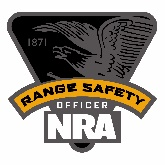 1871
RANGE SAFETY
OFFICER
NRA